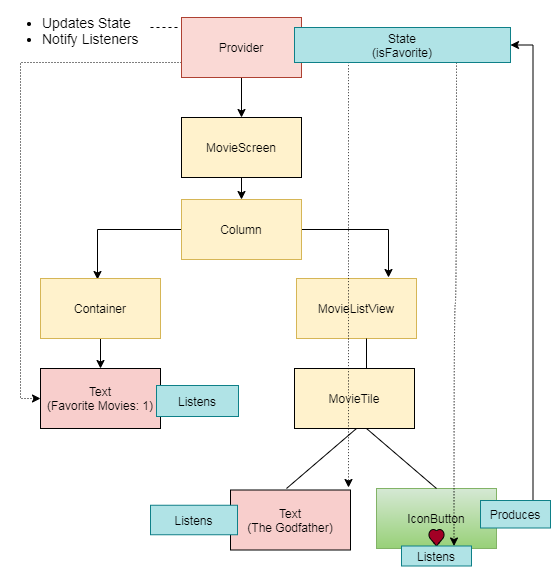 Updates State
Notify Listeners
Provider
State
(isFavorite)
MovieScreen
Column
Container
MovieListView
Text
(Favorite Movies: 1)
Listens
MovieTile
Listens
Text
(The Godfather)
IconButton
Produces
Listens